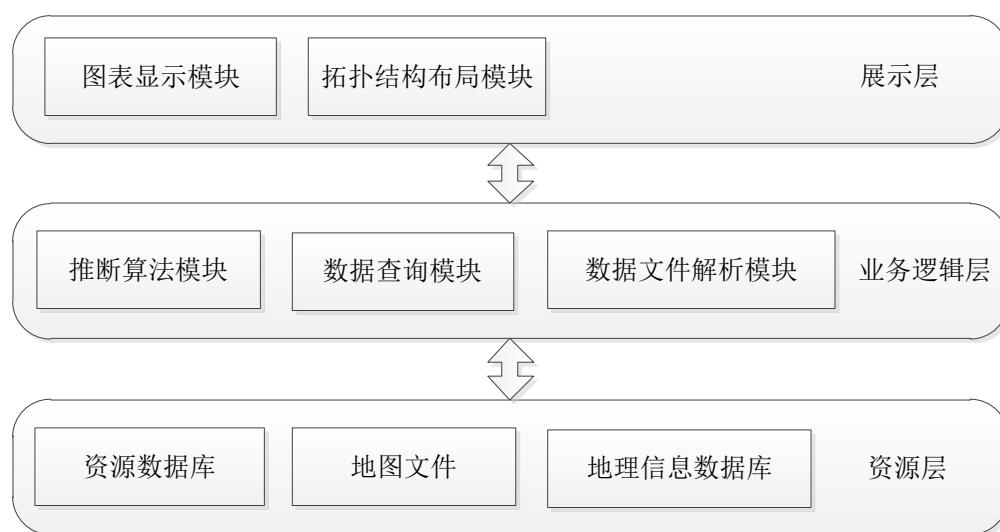 图表显示模块
拓扑结构布局模块
展示层
推断算法模块
数据查询模块
数据文件解析模块
业务逻辑层
资源数据库
地图文件
地理信息数据库
资源层